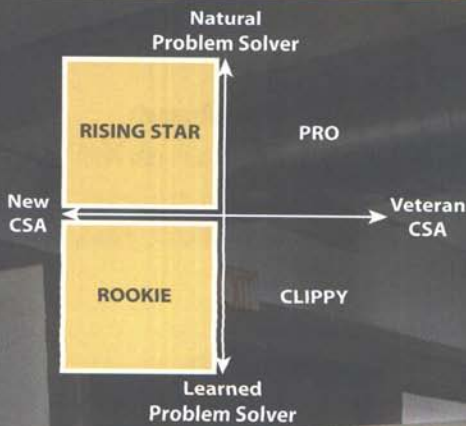 Natural
Problem Solver
RISING STAR
PRO
New
CSA
Veteran
CSA
ROOKIE
CLIPPY
Learned
Problem Solver